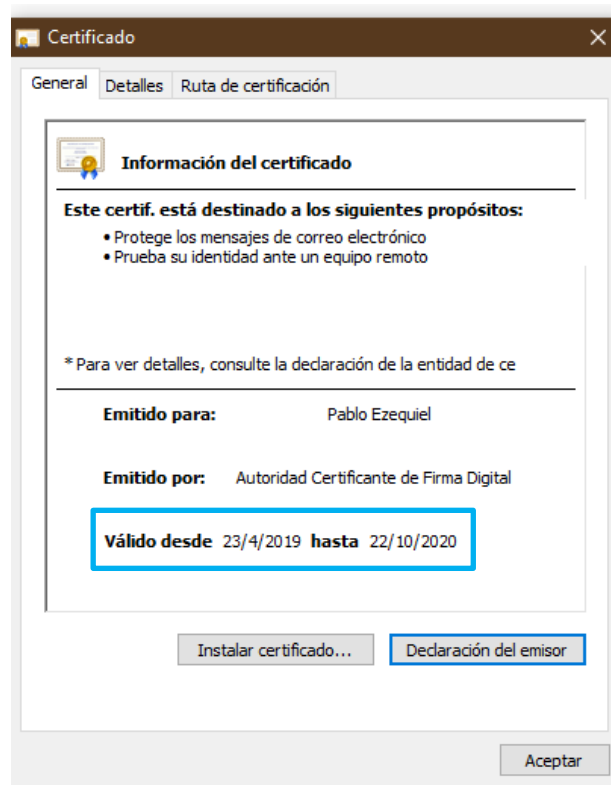 Certificado
General Detalles Ruta de certificación
Información del certificado
Este certif. está destinado a los siguientes propósitos:
• Protege los mensajes de correo electrónico
• Prueba su identidad ante un equipo remoto
* Para ver detalles, consulte la declaración de la entidad de ce
Emitido para: Pablo Ezequiel
Emitido por: Autoridad Certificante de Firma Digital
Válido desde 23/4/2019 hasta 22/10/2020
Instalar certificado... Declaración del emisor
Aceptar